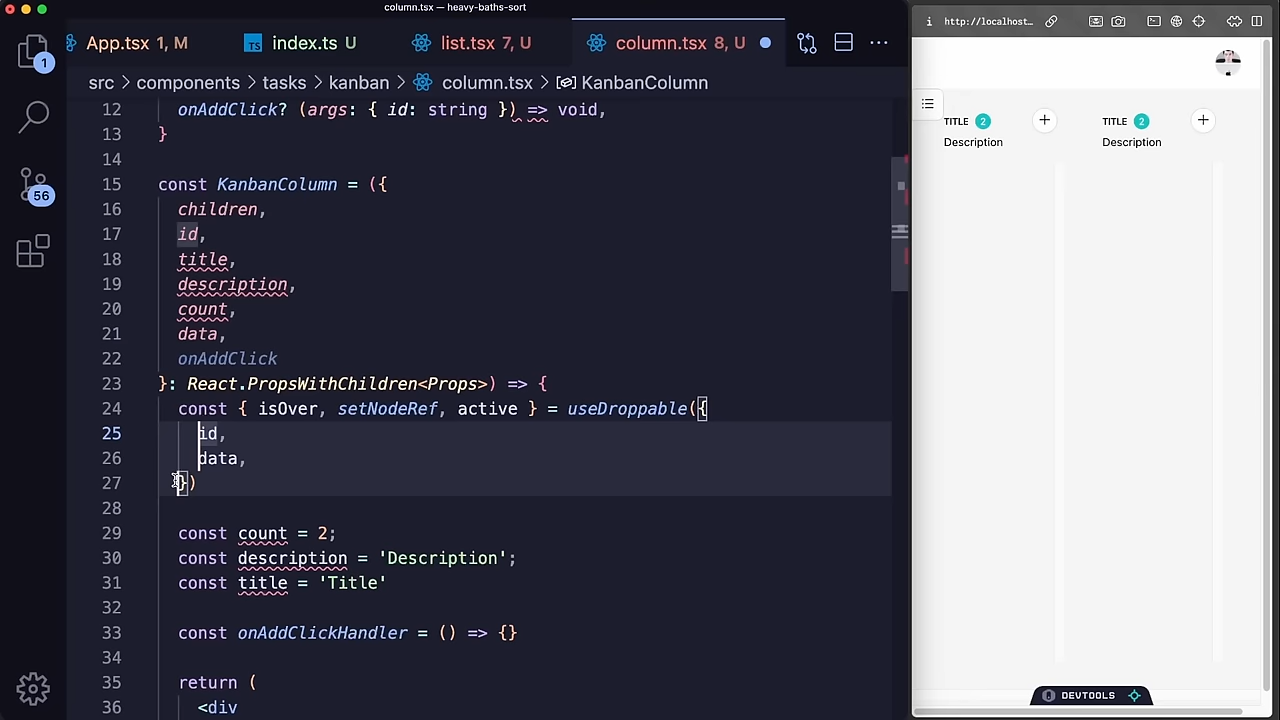 column.tsx — heavy-baths-sort
App.tsx 1, M
TS index.ts U
list.tsx 7, U
column.tsx 8, U
src > components > tasks > kanban > column.tsx > KanbanColumn
12 onAddClick? (args: { id: string }) => void,
13 }
14
15 const KanbanColumn = ({
16 children,
17 id,
18 title,
19 description,
20 count,
21 data,
22 onAddClick
23 }: React.PropsWithChildren<Props>) => {
24 const { isOver, setNodeRef, active } = useDroppable({
25 id,
26 data,
27 })
28
29 const count = 2;
30 const description = 'Description';
31 const title = 'Title'
32
33 const onAddClickHandler = () => {}
34
35 return (
36 <div
1
56
i http://localhost...
TITLE 2 +
Description
TITLE 2 +
Description
DEVTOOLS